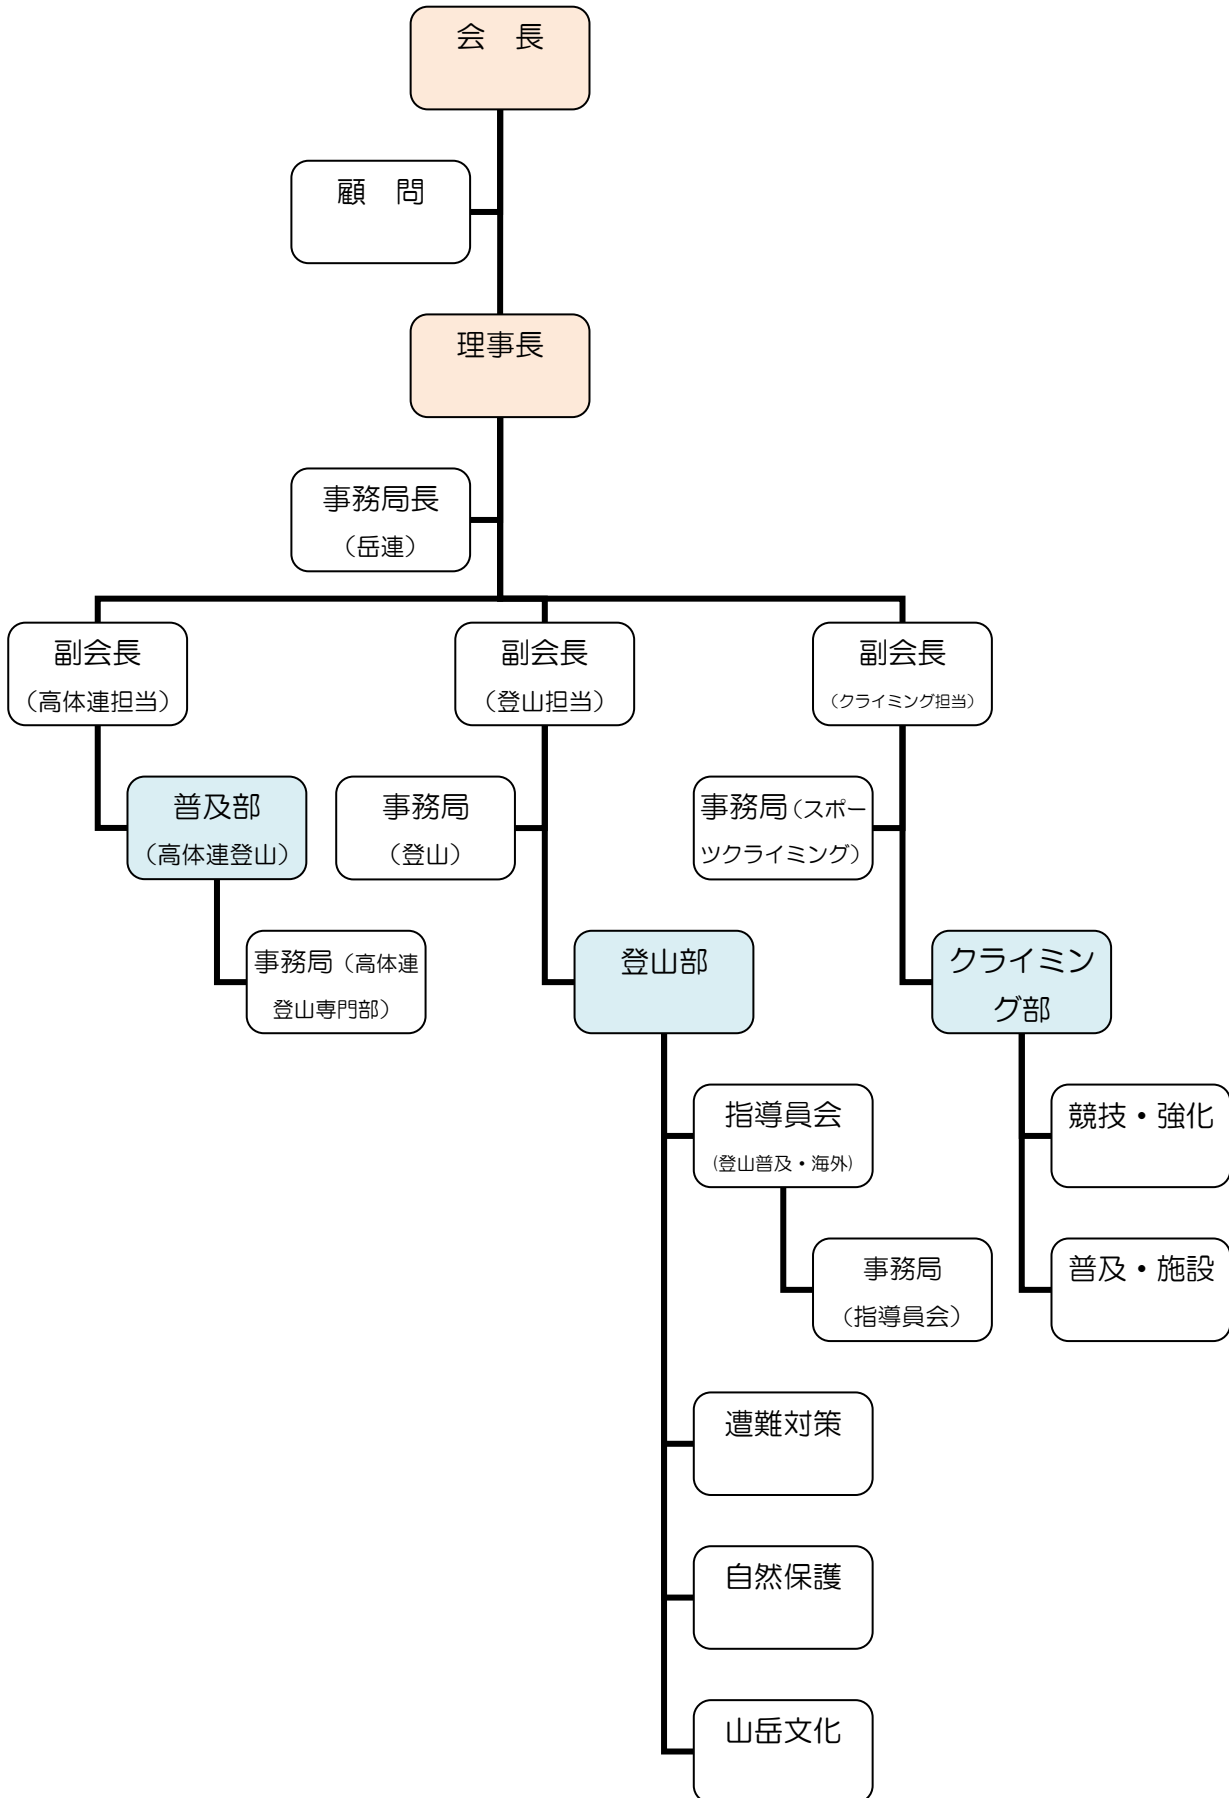 会　長
顧　問
理事長
事務局長
（岳連）
副会長
（高体連担当）
副会長
（登山担当）
副会長
（クライミング担当）
普及部
（高体連登山）
事務局
（登山）
事務局（スポー
ツクライミング）
事務局（高体連
登山専門部）
登山部
クライミン
グ部
指導員会
(登山普及・海外)
競技・強化
事務局
（指導員会）
普及・施設
遭難対策
自然保護
山岳文化